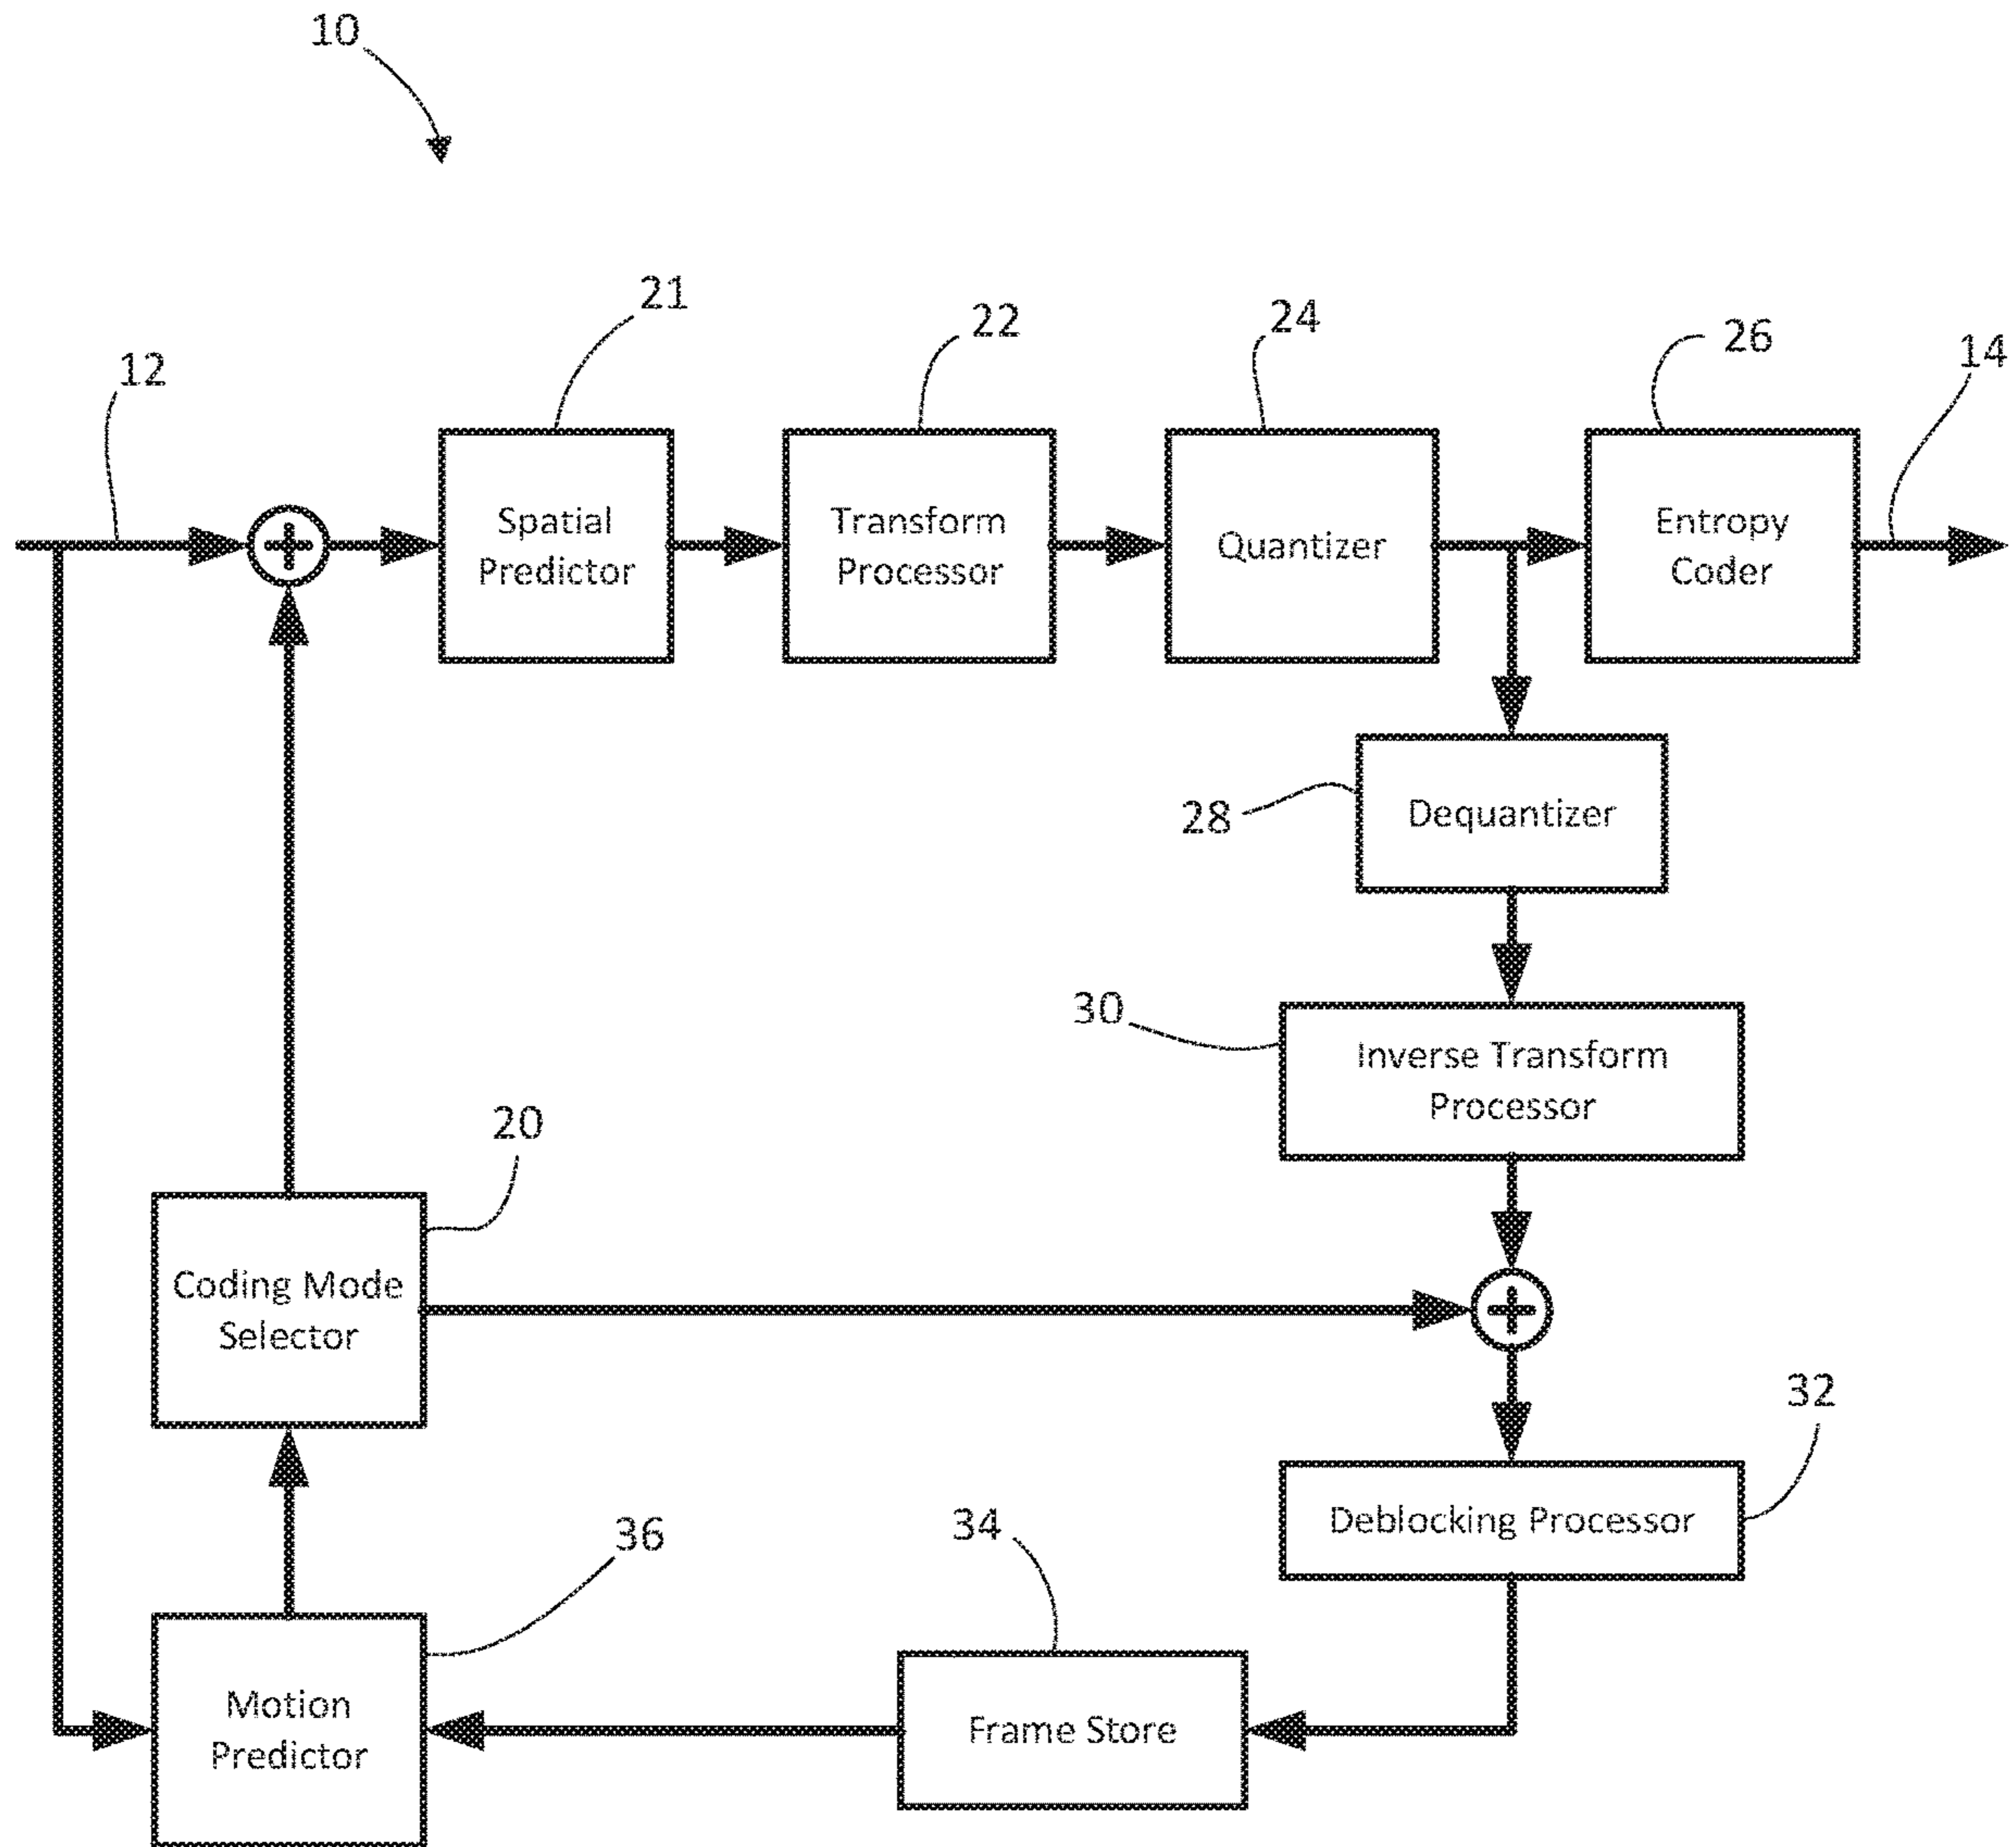 10
21
22
24
26
14
12
Spatial
Predictor
Transform
Processor
Quantizer
Entropy
Coder
28
Dequantizer
30
Inverse Transform
Processor
20
Coding Mode
Selector
32
Deblocking Processor
36
34
Motion
Predictor
Frame Store